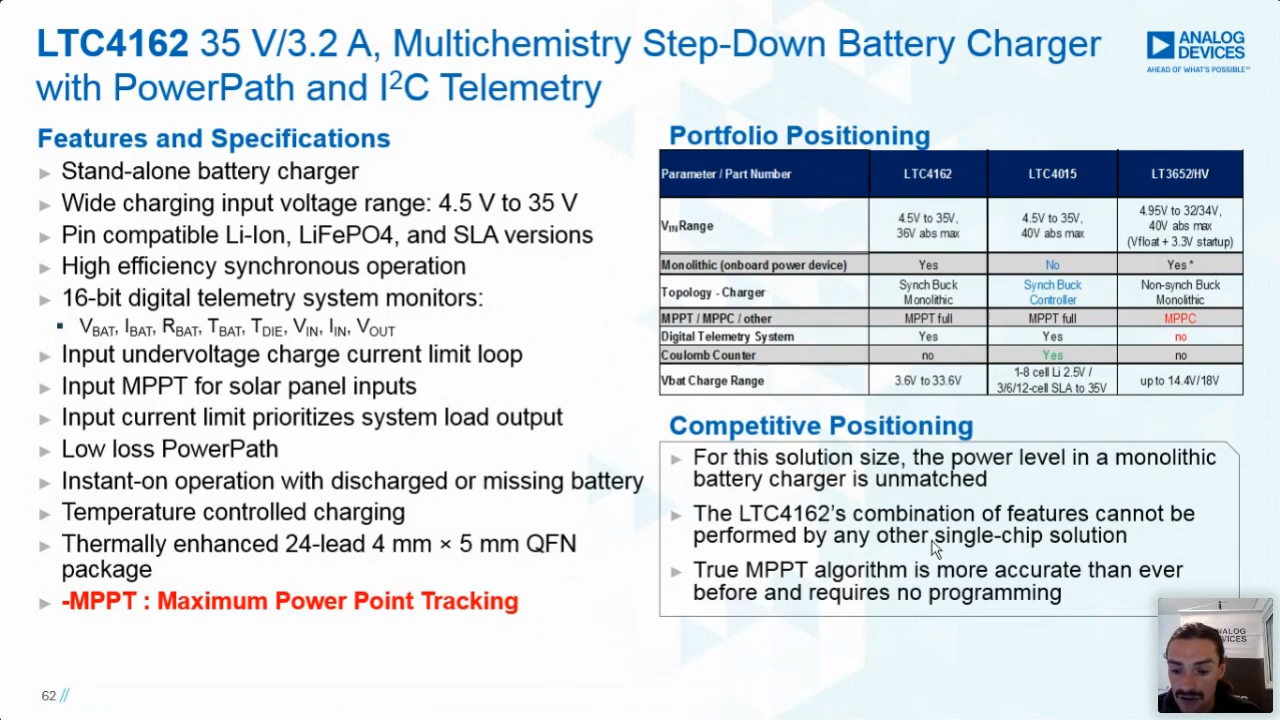 LTC4162 35 V/3.2 A, Multichemistry Step-Down Battery Charger
with PowerPath and I²C Telemetry
ANALOG
DEVICES
AHEAD OF WHAT'S POSSIBLE™
Features and Specifications
Stand-alone battery charger
Wide charging input voltage range: 4.5 V to 35 V
Pin compatible Li-Ion, LiFePO4, and SLA versions
High efficiency synchronous operation
16-bit digital telemetry system monitors:
VBAT, IBAT, RBAT, TBAT, TDIE, VIN, IIN, VOUT
Input undervoltage charge current limit loop
Input MPPT for solar panel inputs
Input current limit prioritizes system load output
Low loss PowerPath
Instant-on operation with discharged or missing battery
Temperature controlled charging
Thermally enhanced 24-lead 4 mm × 5 mm QFN
package
-MPPT : Maximum Power Point Tracking
Portfolio Positioning
Parameter / Part Number LTC4162 LTC4015 LT3652/HV
VIN Range 4.5V to 35V, 36V abs max 4.5V to 35V, 40V abs max 4.95V to 32/34V, 40V abs max (Vfloat + 3.3V startup)
Monolithic (onboard power device) Yes No Yes *
Topology - Charger Synch Buck Monolithic Synch Buck Controller Non-synch Buck Monolithic
MPPT / MPPC / other MPPT full MPPT full MPPC
Digital Telemetry System Yes Yes no
Coulomb Counter no Yes no
Vbat Charge Range 3.6V to 33.6V 1-8 cell Li 2.5V / 3/6/12-cell SLA to 35V up to 14.4V/18V
Competitive Positioning
For this solution size, the power level in a monolithic
battery charger is unmatched
The LTC4162's combination of features cannot be
performed by any other single-chip solution
True MPPT algorithm is more accurate than ever
before and requires no programming
62 //
ANALOG
DEVICES